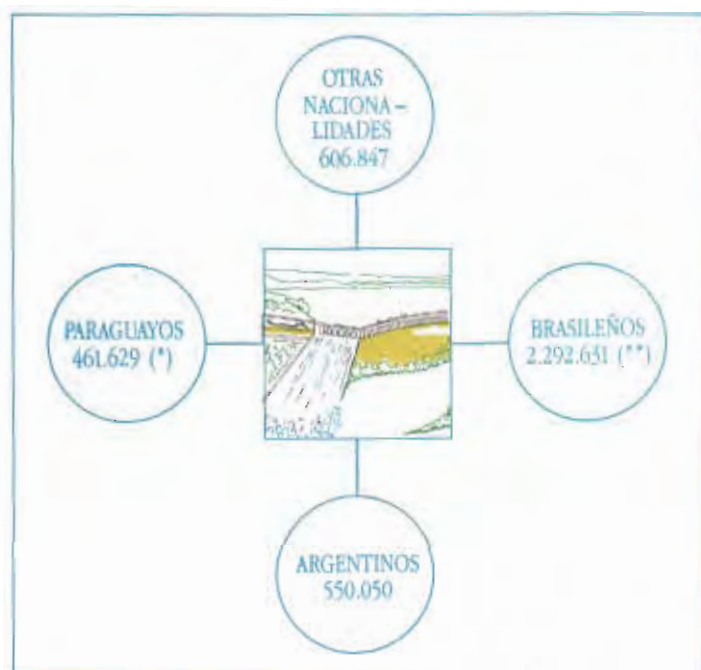 OTRAS
NACIONA –
LIDADES
606.847
PARAGUAYOS
461.629 (*)
BRASILEÑOS
2.292.631 (**)
ARGENTINOS
550.050